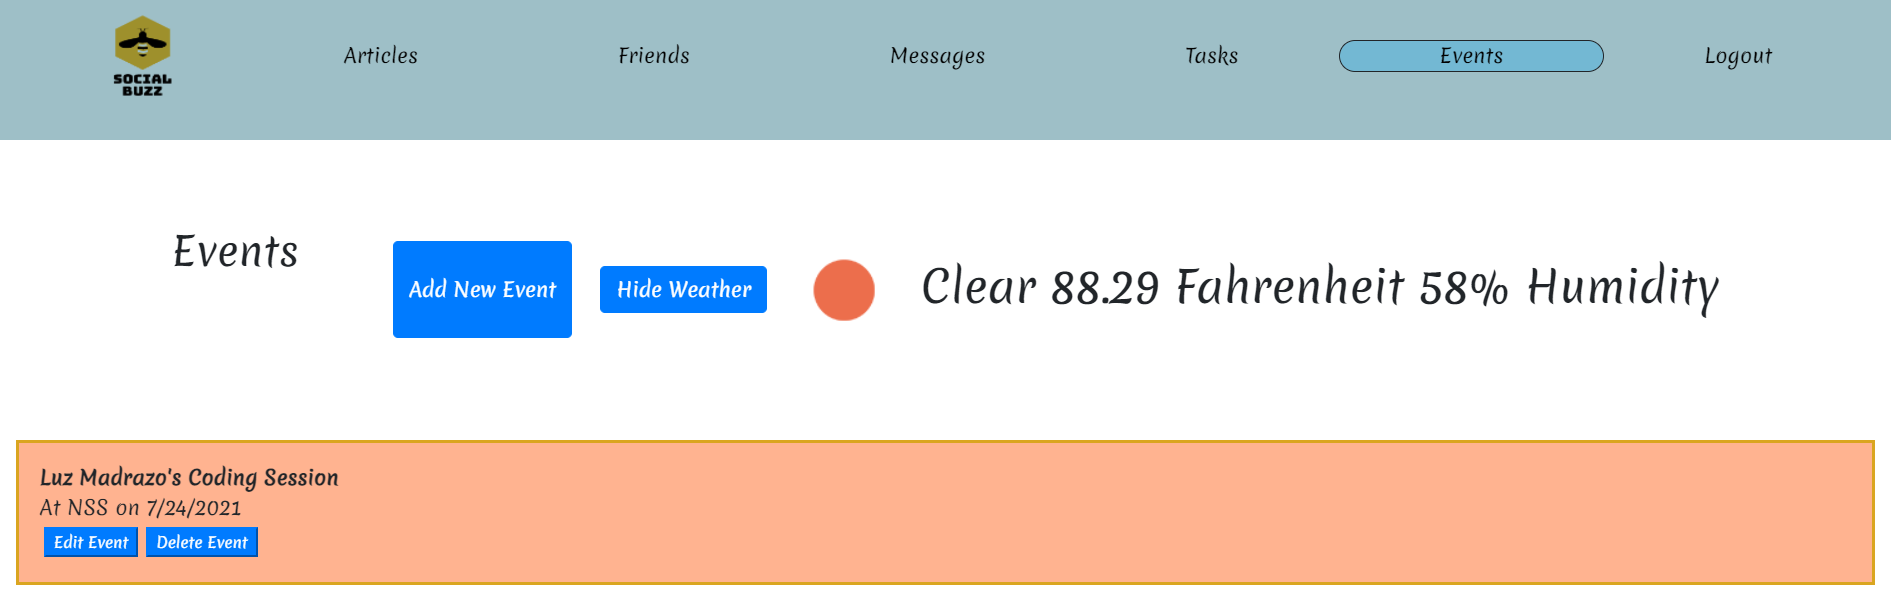 SOCIAL
BUZZ
Articles
Friends
Messages
Tasks
Events
Logout
Events
Add New Event
Hide Weather
Clear 88.29 Fahrenheit 58% Humidity
Luz Madrazo's Coding Session
At NSS on 7/24/2021
Edit Event
Delete Event